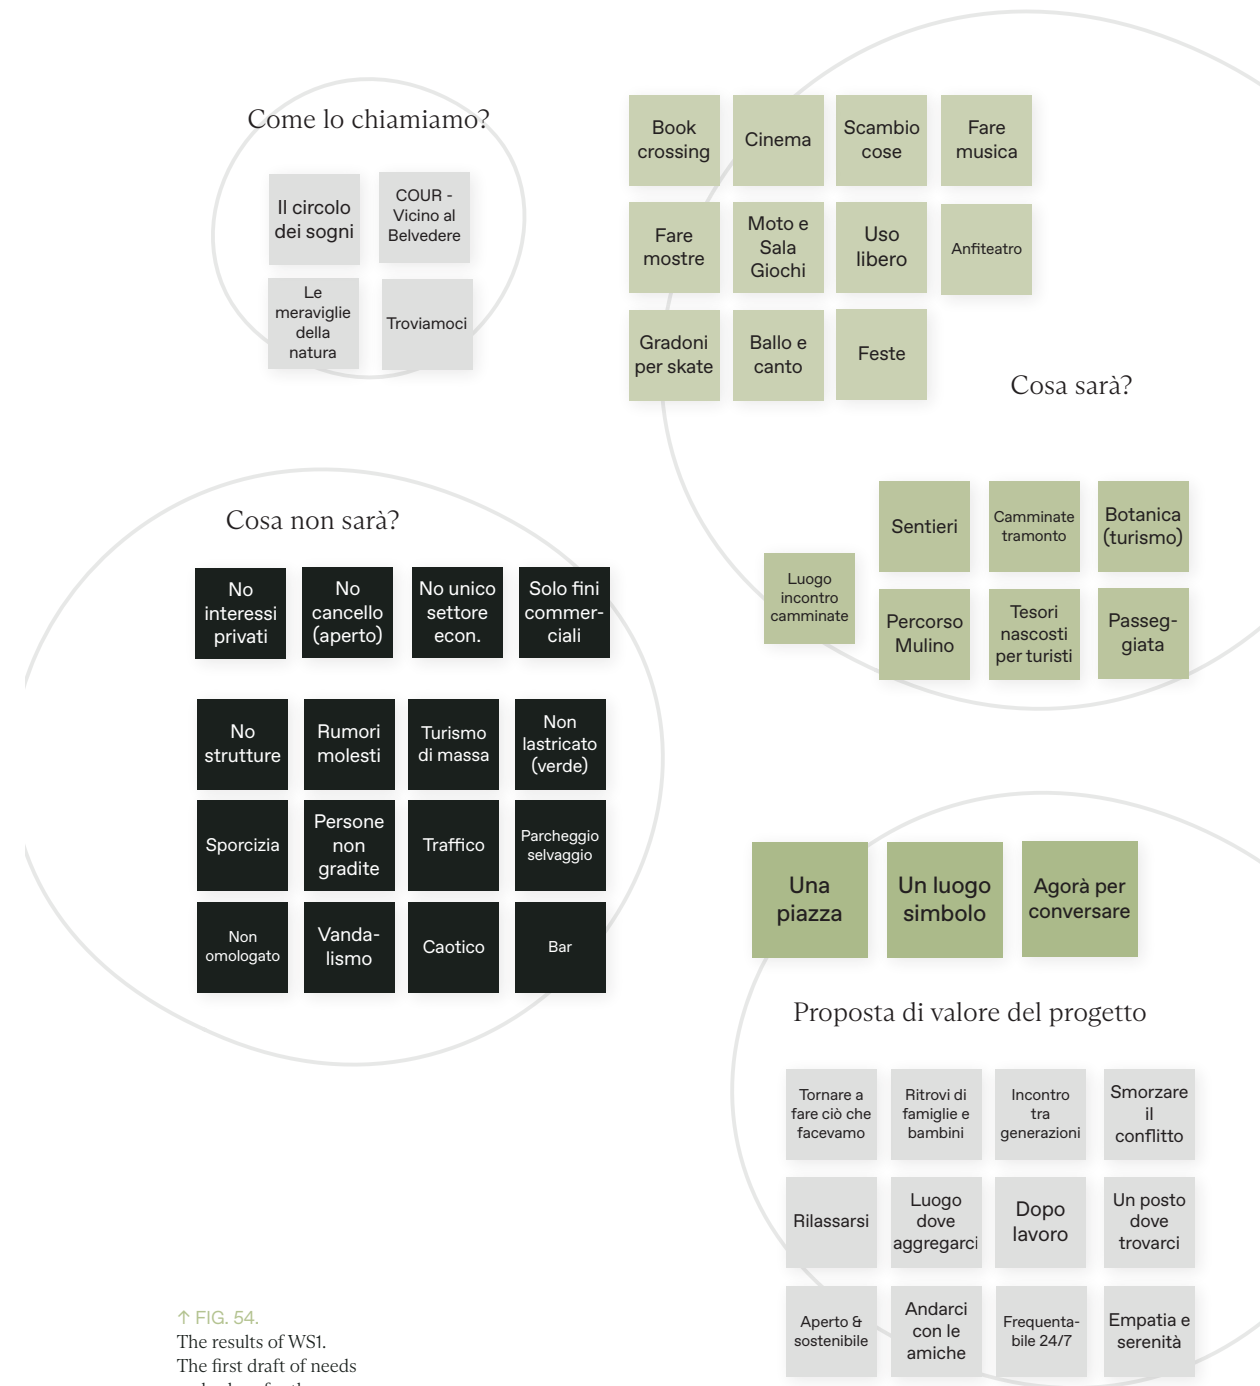 Come lo chiamiamo?
Il circolo
dei sogni
COUR -
Vicino al
Belvedere
Le
meraviglie
della
natura
Troviamoci
Book
crossing
Cinema
Scambio
cose
Fare
musica
Fare
mostre
Moto e
Sala
Giochi
Uso
libero
Anfiteatro
Gradoni
per skate
Ballo e
canto
Feste
Cosa sarà?
Luogo
incontro
camminate
Sentieri
Camminate
tramonto
Botanica
(turismo)
Percorso
Mulino
Tesori
nascosti
per turisti
Passeg-
giata
Cosa non sarà?
No
interessi
privati
No
cancello
(aperto)
No unico
settore
econ.
Solo fini
commer-
ciali
No
strutture
Rumori
molesti
Turismo
di massa
Non
lastricato
(verde)
Sporcizia
Persone
non
gradite
Traffico
Parcheggio
selvaggio
Non
omologato
Vanda-
lismo
Caotico
Bar
Una
piazza
Un luogo
simbolo
Agorà per
conversare
Proposta di valore del progetto
Tornare a
fare ciò che
facevamo
Ritrovi di
famiglie e
bambini
Incontro
tra
generazioni
Smorzare
il
conflitto
Rilassarsi
Luogo
dove
aggregarci
Dopo
lavoro
Un posto
dove
trovarci
Aperto &
sostenibile
Andarci
con le
amiche
Frequenta-
bile 24/7
Empatia e
serenità
↑ FIG. 54.
The results of WS1.
The first draft of needs